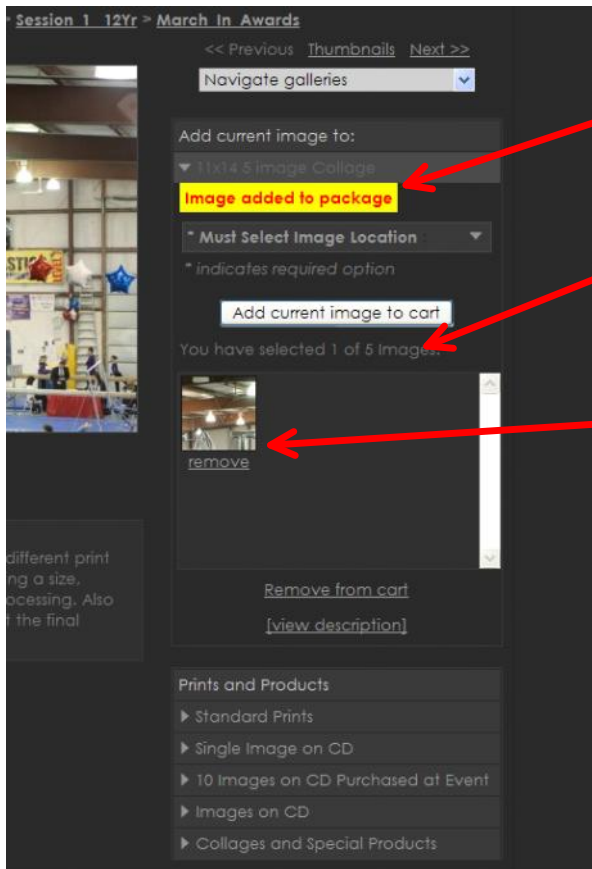 * Session 1 12Yr > March In Awards
<< Previous Thumbnails Next >>
Navigate galleries
Add current image to:
11x14 5 image Collage
Image added to package
* Must Select Image Location
* indicates required option
Add current image to cart
You have selected 1 of 5 Images.
remove
different print
ng a size,
ocessing. Also
t the final
Remove from cart
[view description]
Prints and Products
Standard Prints
Single Image on CD
10 Images on CD Purchased at Event
Images on CD
Collages and Special Products